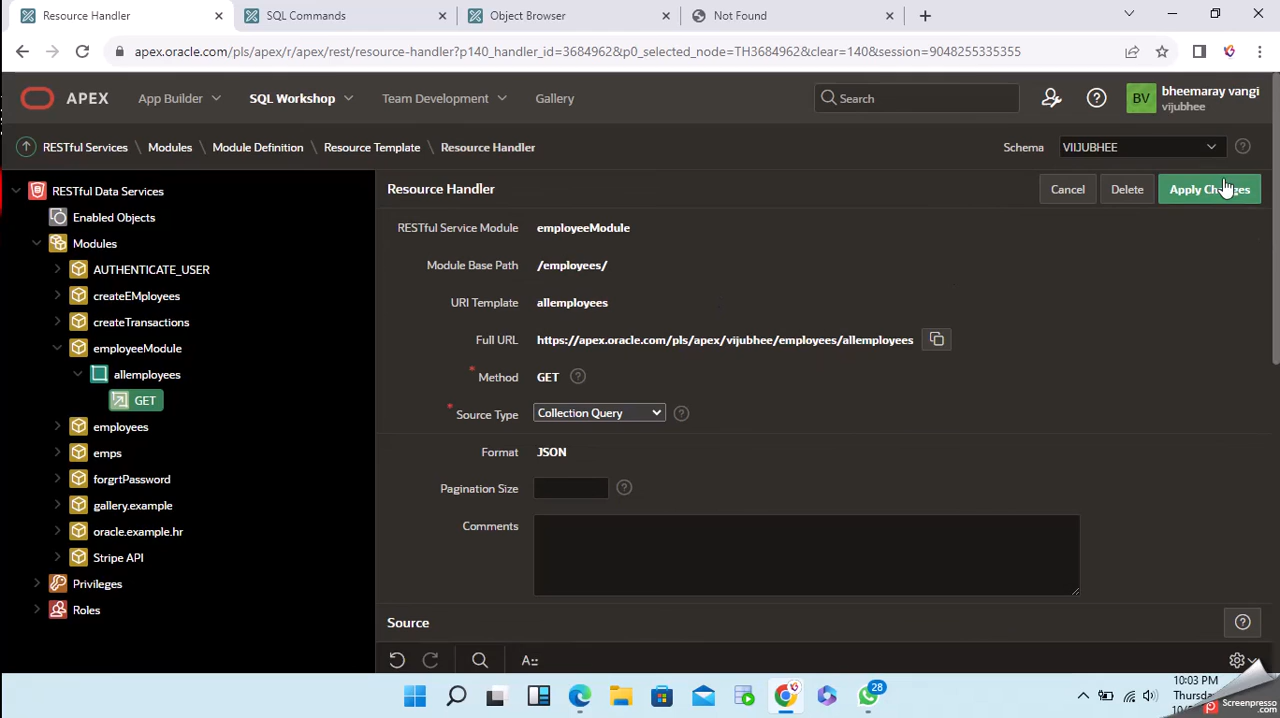 Resource Handler
SQL Commands
Object Browser
Not Found
apex.oracle.com/pls/apex/r/apex/rest/resource-handler?p140_handler_id=3684962&p0_selected_node=TH3684962&clear=140&session=9048255335355
APEX
App Builder
SQL Workshop
Team Development
Gallery
Search
BV
bheemaray vangi
vijubhee
RESTful Services \ Modules \ Module Definition \ Resource Template \ Resource Handler
Schema
VIIJUBHEE
RESTful Data Services
Enabled Objects
Modules
AUTHENTICATE_USER
createEMployees
createTransactions
employeeModule
allemployees
GET
employees
emps
forgrtPassword
gallery.example
oracle.example.hr
Stripe API
Privileges
Roles
Resource Handler
Cancel
Delete
Apply Changes
RESTful Service Module employeeModule
Module Base Path /employees/
URI Template allemployees
Full URL https://apex.oracle.com/pls/apex/vijubhee/employees/allemployees
* Method GET
* Source Type Collection Query
Format JSON
Pagination Size
Comments
Source
28
10:03 PM
Thursday
Screenpresso
.com